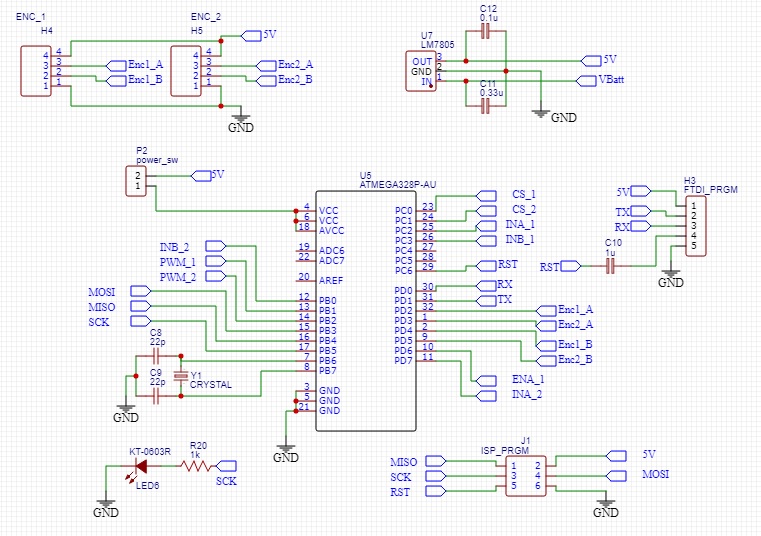 ENC_1
H4
4
3
2
1
4
3
2
1
Enc1_A
Enc1_B
ENC_2
H5
4
3
2
1
4
3
2
1
5V
Enc2_A
Enc2_B
GND
C12
0.1u
U7
LM7805
OUT
GND
IN
3
2
1
C11
0.33u
5V
VBatt
GND
P2
power_sw
2
1
5V
U5
ATMEGA328P-AU
4 VCC
6 VCC
18 AVCC
19 ADC6
22 ADC7
20 AREF
INB_2 12 PB0
PWM_1 13 PB1
PWM_2 14 PB2
MOSI 15 PB3
MISO 16 PB4
SCK 17 PB5
7 PB6
8 PB7
3 GND
5 GND
21 GND
PC0 23 CS_1
PC1 24 CS_2
PC2 25 INA_1
PC3 26 INB_1
PC4 27
PC5 28
PC6 29 RST
PD0 30 RX
PD1 31 TX
PD2 32 Enc1_A
PD3 1 Enc2_A
PD4 2 Enc1_B
PD5 9 Enc2_B
PD6 10 ENA_1
PD7 11 INA_2
C8
22p
C9
22p
Y1
CRYSTAL
GND
GND
H3
FTDI_PRGM
5V
TX
RX
1
2
3
4
5
C10
1u
RST
GND
KT-0603R
LED6
R20
1k
SCK
GND
J1
ISP_PRGM
MISO 1 2 5V
SCK 3 4 MOSI
RST 5 6
GND